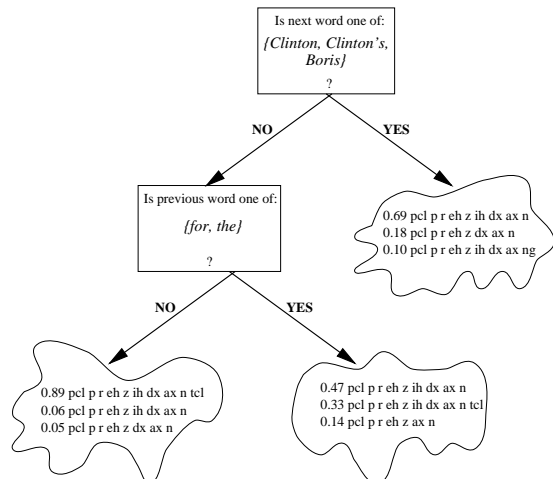 Is next word one of:
{Clinton, Clinton's,
Boris}
?
NO
YES
Is previous word one of:
{for, the}
?
0.69 pcl p r eh z ih dx ax n
0.18 pcl p r eh z dx ax n
0.10 pcl p r eh z ih dx ax ng
NO
YES
0.89 pcl p r eh z ih dx ax n tcl
0.06 pcl p r eh z ih dx ax n
0.05 pcl p r eh z dx ax n
0.47 pcl p r eh z ih dx ax n
0.33 pcl p r eh z ih dx ax n tcl
0.14 pcl p r eh z ax n